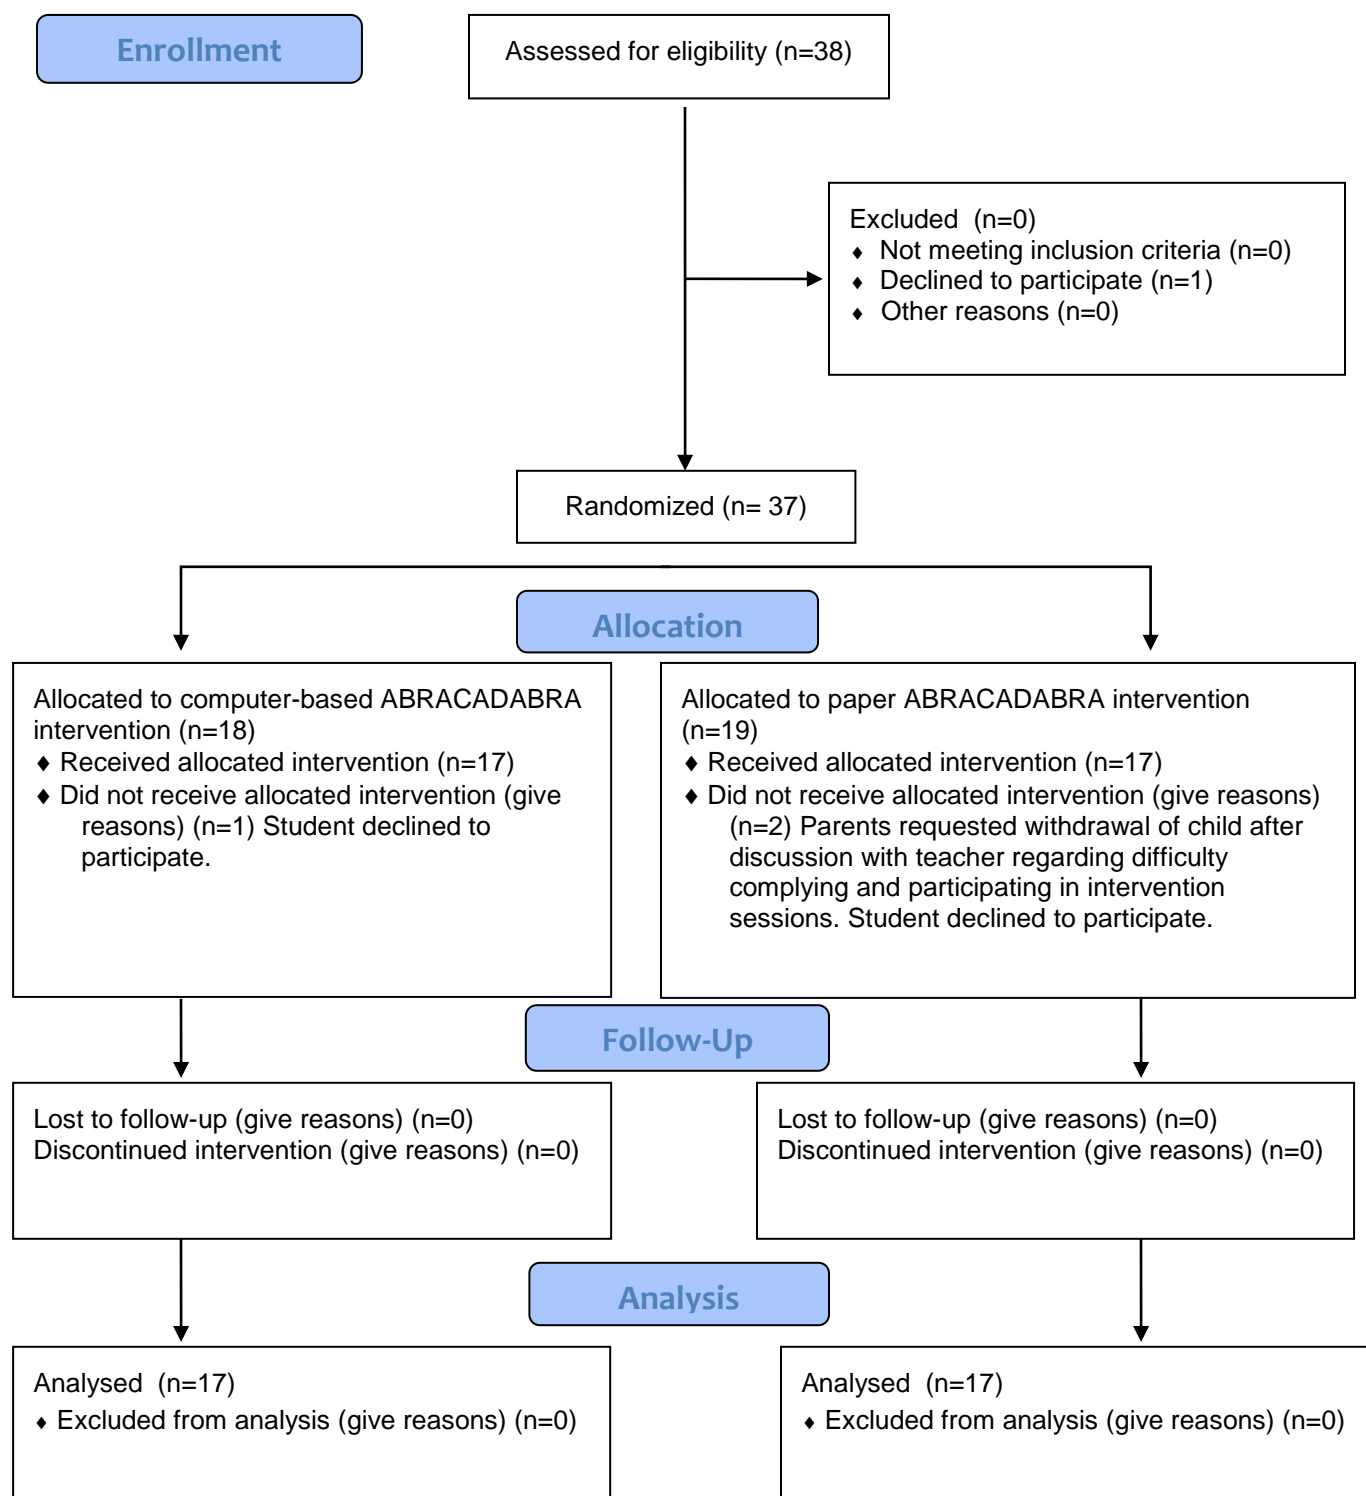 Enrollment
Assessed for eligibility (n=38)
Excluded  (n=0)
♦ Not meeting inclusion criteria (n=0)
♦ Declined to participate (n=1)
♦ Other reasons (n=0)
Randomized (n= 37)
Allocation
Allocated to computer-based ABRACADABRA
intervention (n=18)
♦ Received allocated intervention (n=17)
♦ Did not receive allocated intervention (give
reasons) (n=1) Student declined to
participate.
Allocated to paper ABRACADABRA intervention
(n=19)
♦ Received allocated intervention (n=17)
♦ Did not receive allocated intervention (give reasons)
(n=2) Parents requested withdrawal of child after
discussion with teacher regarding difficulty
complying and participating in intervention
sessions. Student declined to participate.
Follow-Up
Lost to follow-up (give reasons) (n=0)
Discontinued intervention (give reasons) (n=0)
Lost to follow-up (give reasons) (n=0)
Discontinued intervention (give reasons) (n=0)
Analysis
Analysed  (n=17)
♦ Excluded from analysis (give reasons) (n=0)
Analysed  (n=17)
♦ Excluded from analysis (give reasons) (n=0)